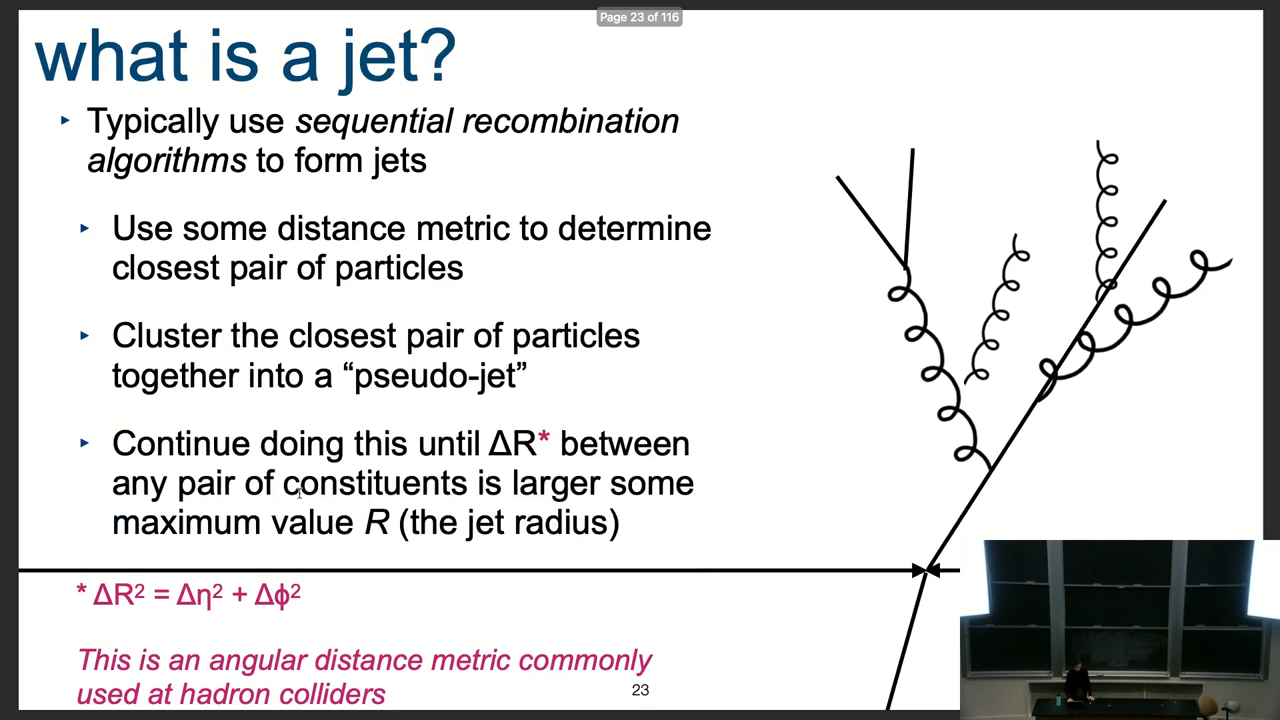 Page 23 of 116
what is a jet?
‣ Typically use sequential recombination
algorithms to form jets
‣ Use some distance metric to determine
closest pair of particles
‣ Cluster the closest pair of particles
together into a “pseudo-jet”
‣ Continue doing this until ΔR* between
any pair of constituents is larger some
maximum value R (the jet radius)
* ΔR² = Δη² + Δϕ²
This is an angular distance metric commonly
used at hadron colliders
23